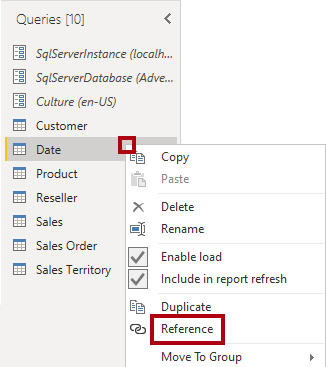 Queries [10]
SqlServerInstance (localh...
SqlServerDatabase (Adve...
Culture (en-US)
Customer
Date
Product
Reseller
Sales
Sales Order
Sales Territory
Copy
Paste
Delete
Rename
Enable load
Include in report refresh
Duplicate
Reference
Move To Group